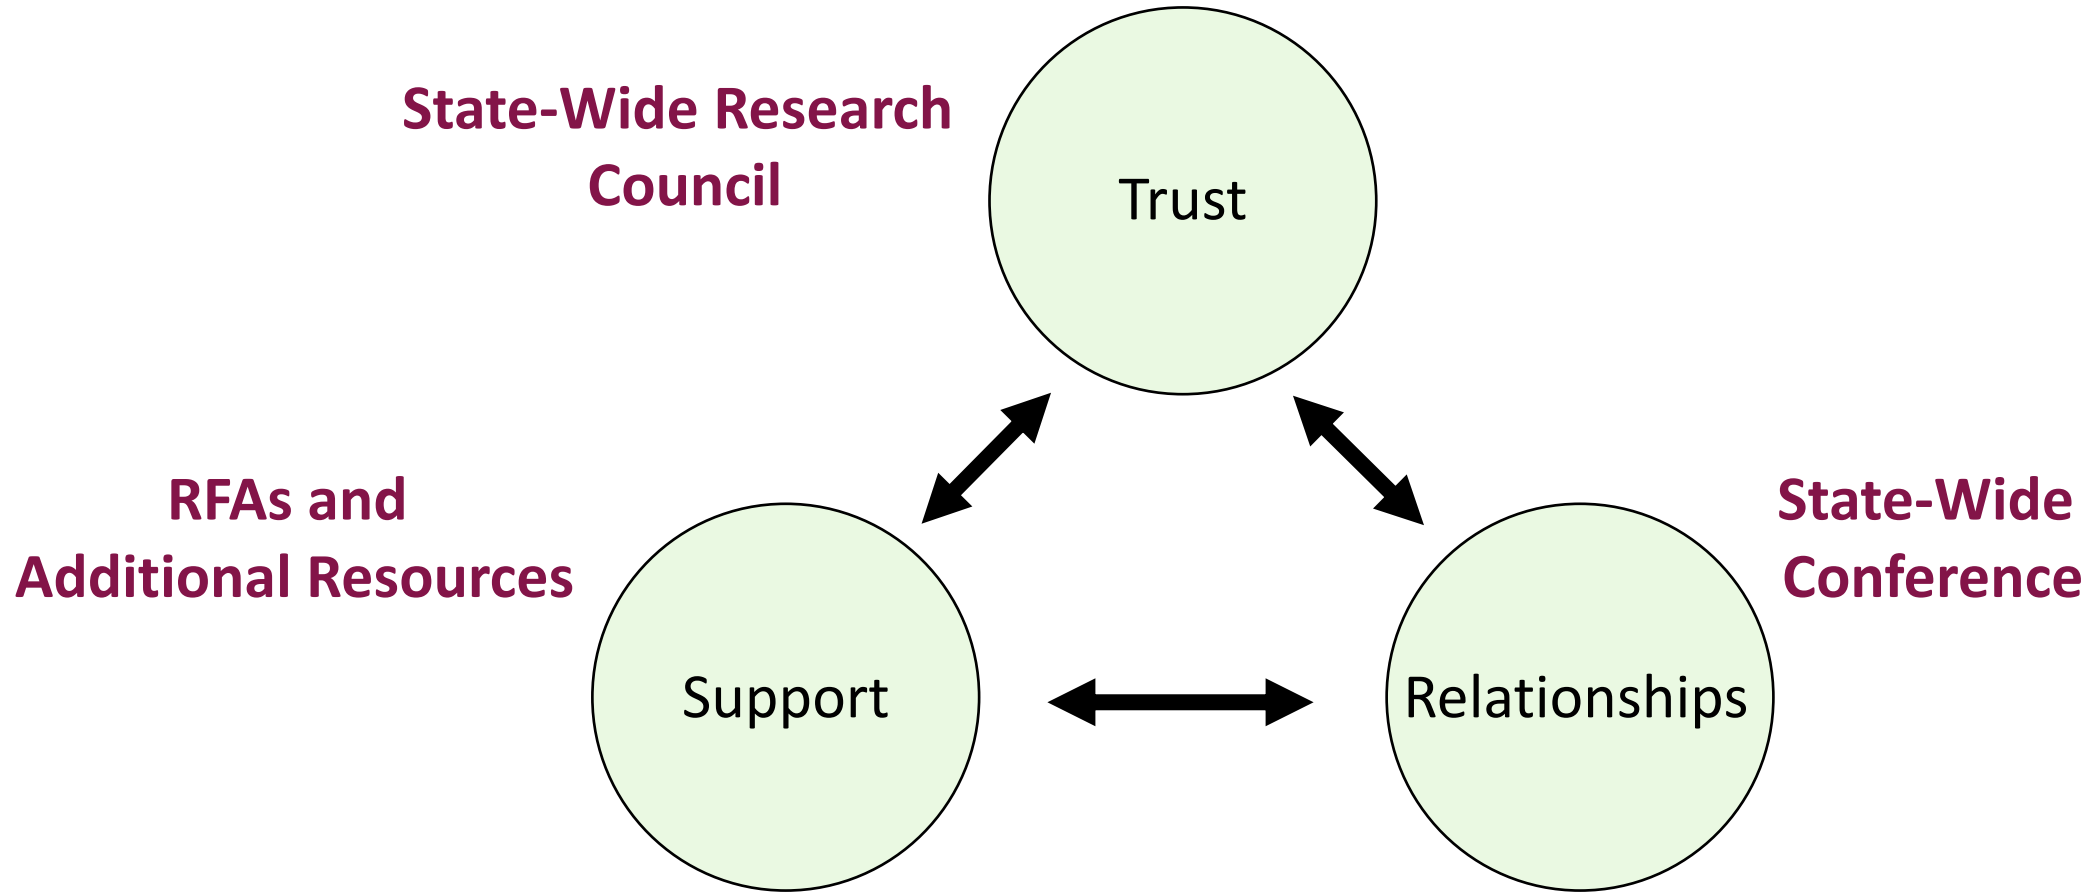 State-Wide Research
Council
Trust
RFAs and
Additional Resources
State-Wide
Conference
Support
Relationships